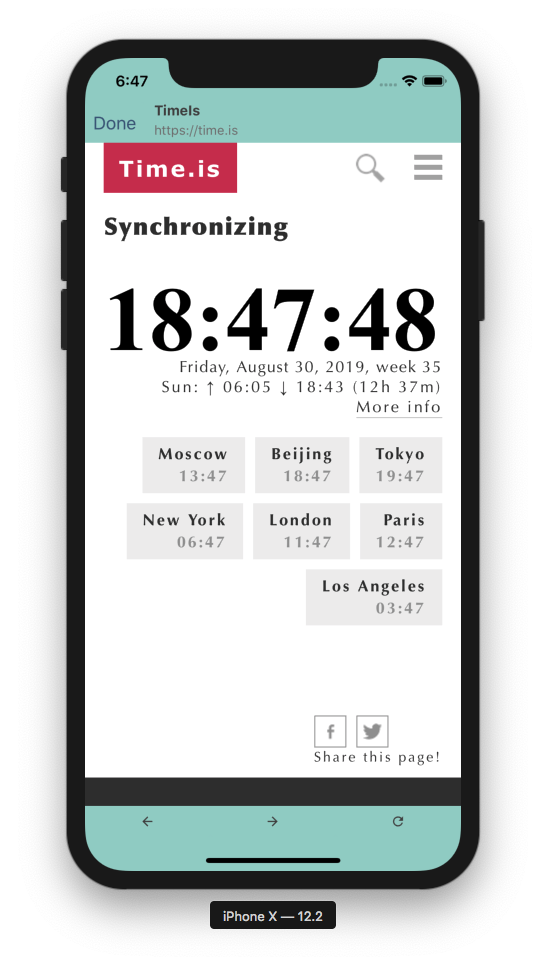 6:47
TimeIs
Done
https://time.is
Time.is
Synchronizing
18:47:48
Friday, August 30, 2019, week 35
Sun: ↑ 06:05 ↓ 18:43 (12h 37m)
More info
Moscow Beijing Tokyo
13:47 18:47 19:47
New York London Paris
06:47 11:47 12:47
Los Angeles
03:47
f
Share this page!
iPhone X — 12.2